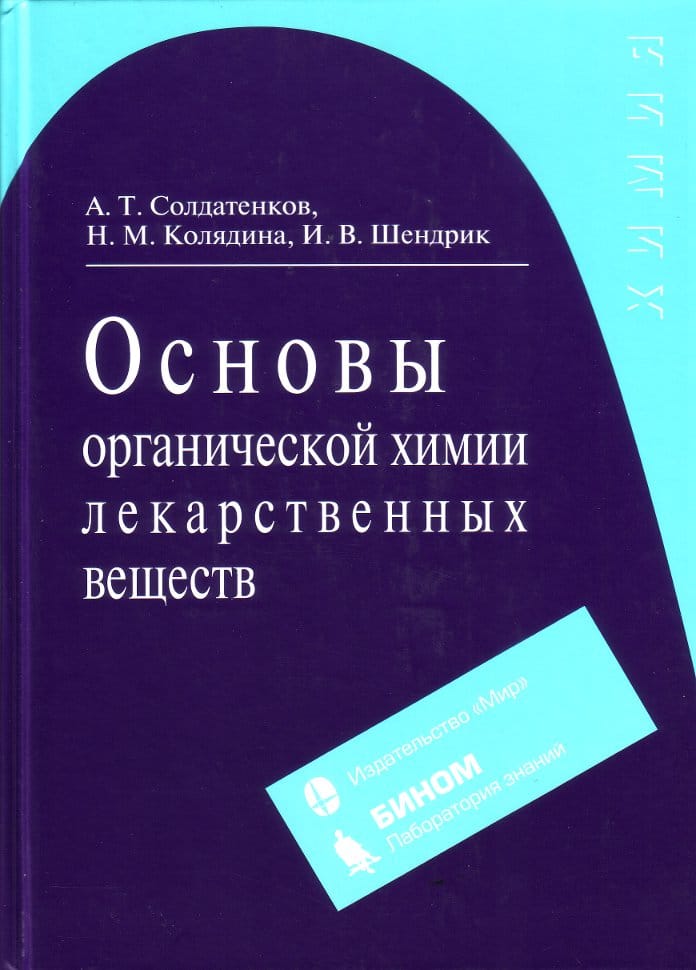 ХИМИЯ
А. Т. Солдатенков,
Н. М. Колядина, И. В. Шендрик
Основы
органической химии
лекарственных
веществ
Издательство «Мир»
БИНОМ
Лаборатория знаний